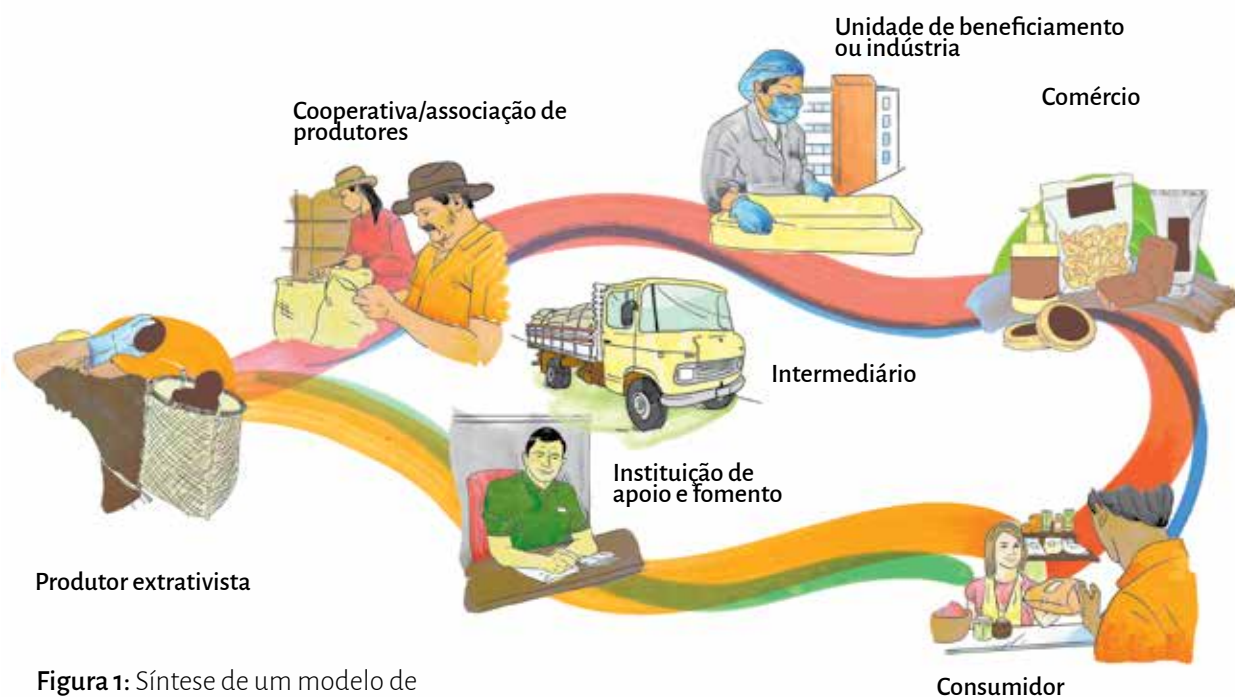 Unidade de beneficiamento
ou indústria
Comércio
Cooperativa/associação de
produtores
Intermediário
Instituição de
apoio e fomento
Produtor extrativista
Figura 1: Síntese de um modelo de
Consumidor